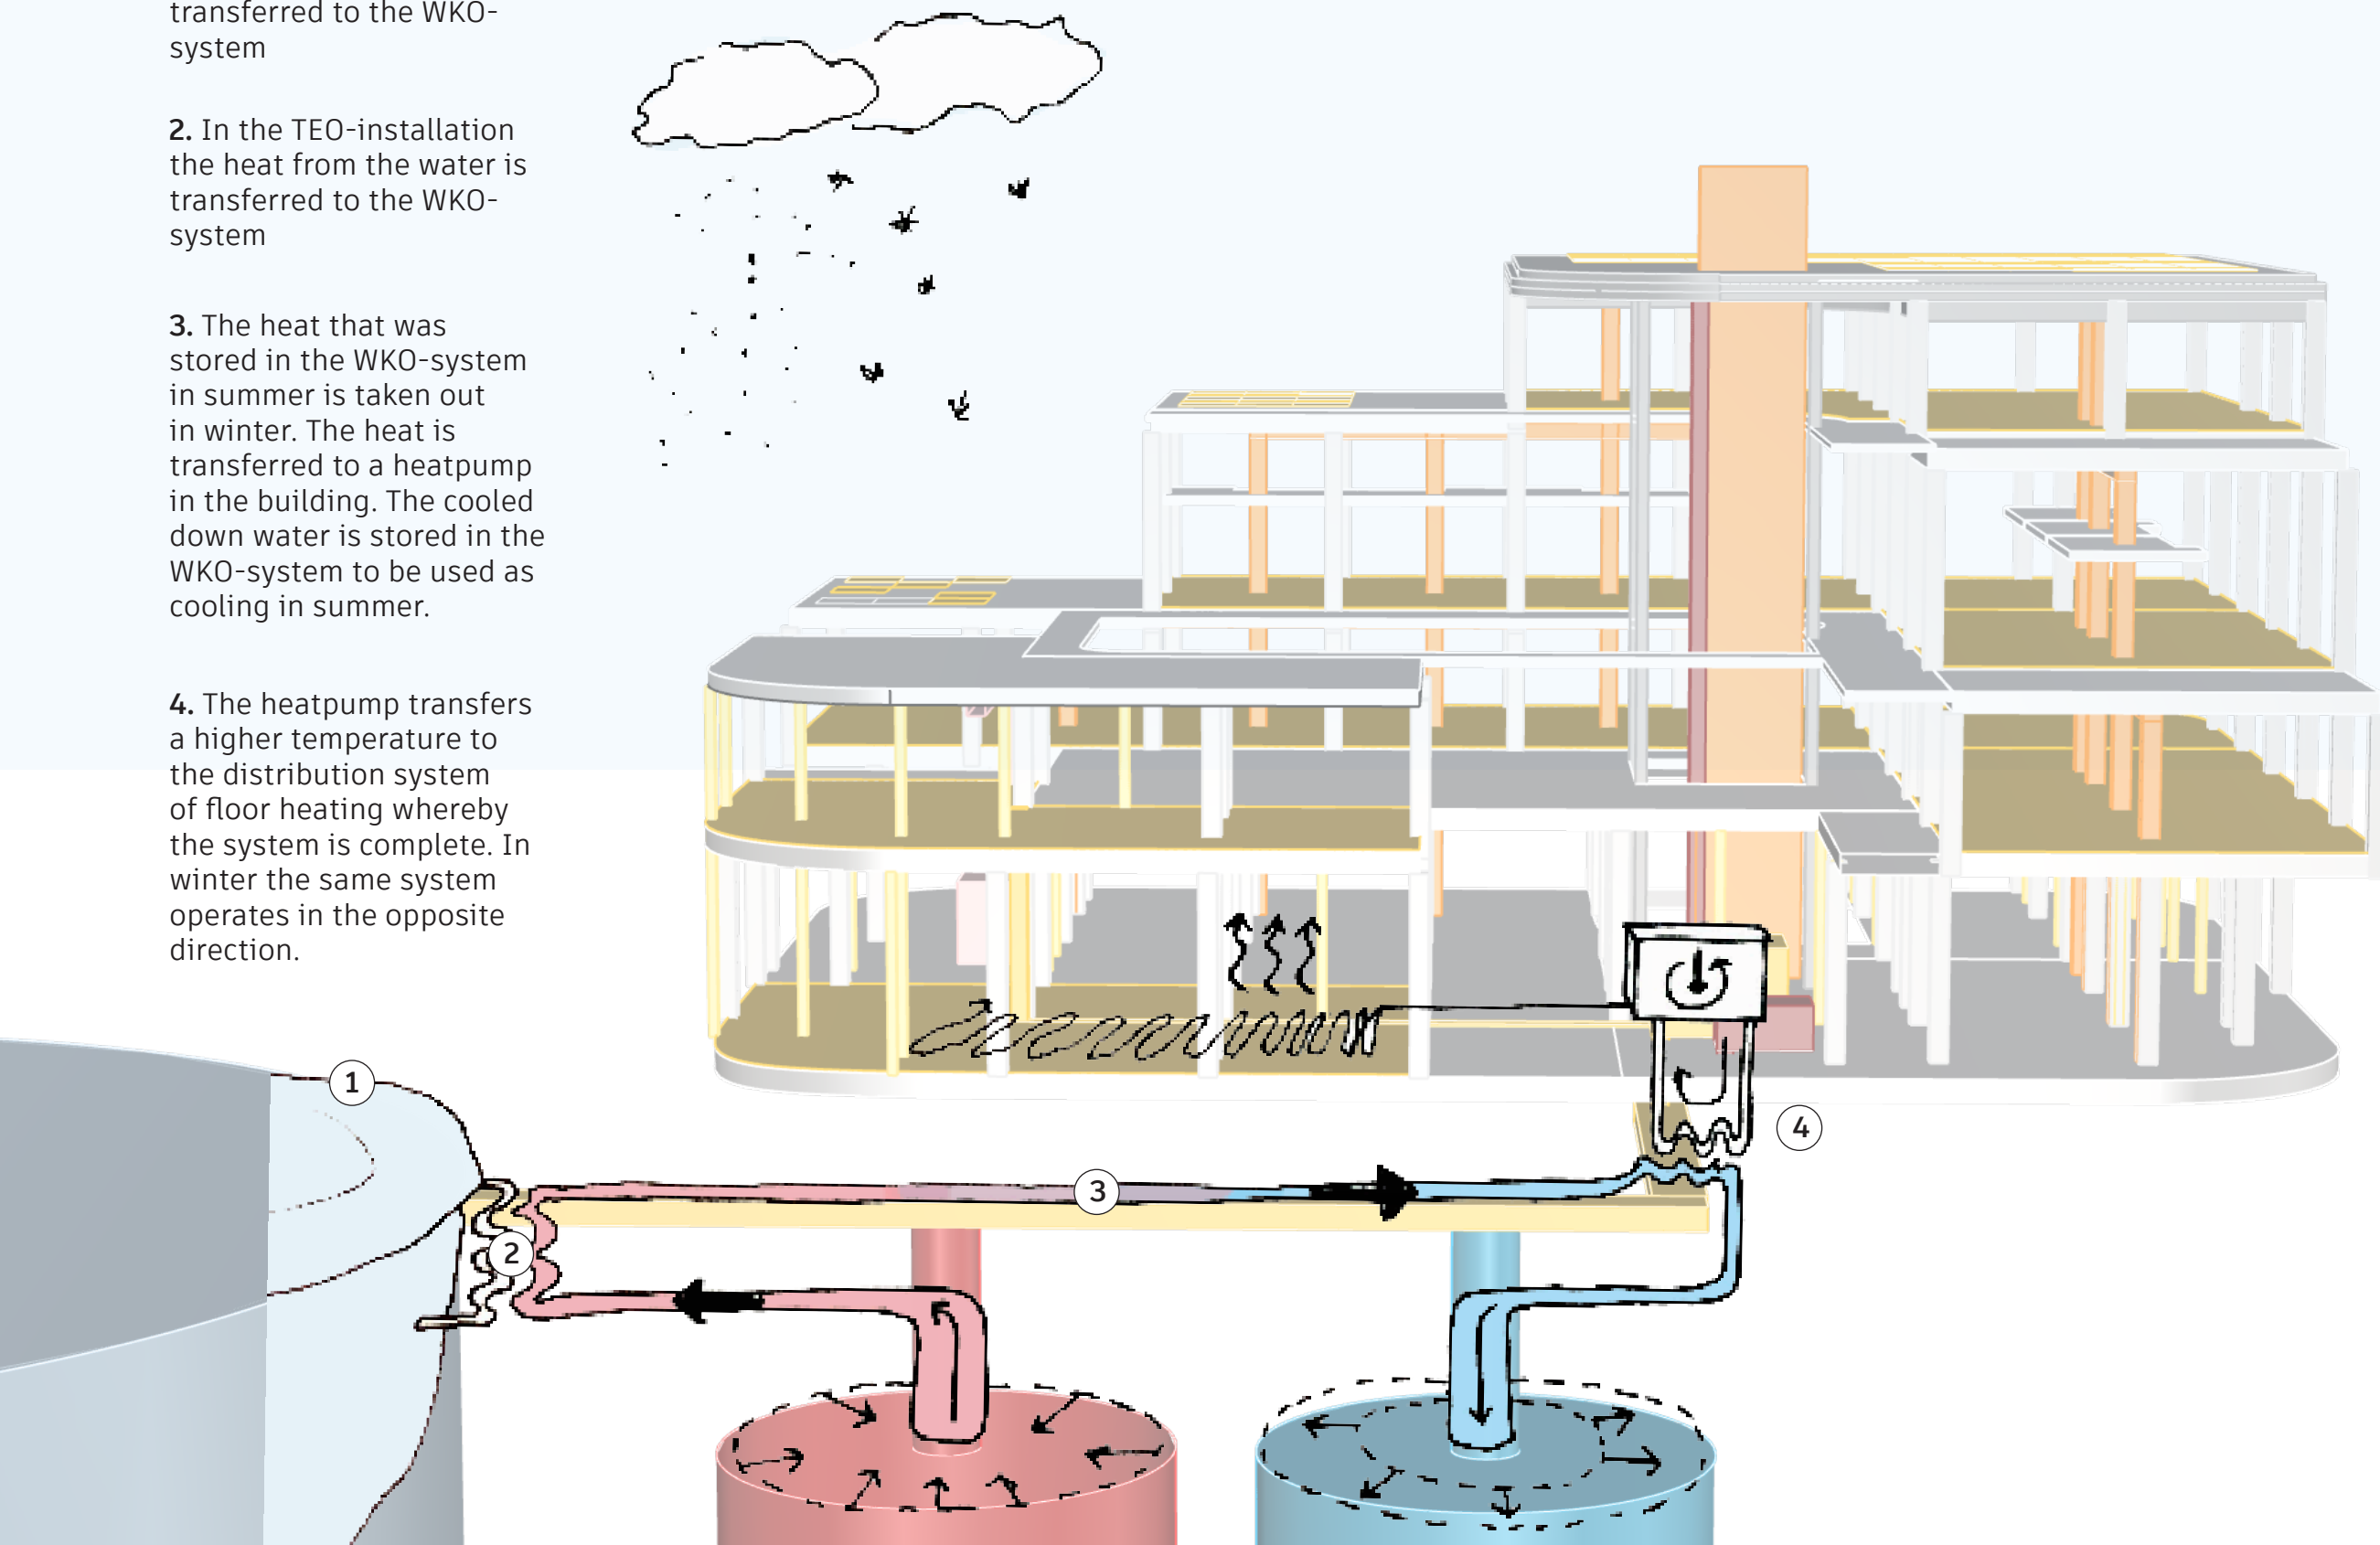 transferred to the WKO-
system
2. In the TEO-installation
the heat from the water is
transferred to the WKO-
system
3. The heat that was
stored in the WKO-system
in summer is taken out
in winter. The heat is
transferred to a heatpump
in the building. The cooled
down water is stored in the
WKO-system to be used as
cooling in summer.
4. The heatpump transfers
a higher temperature to
the distribution system
of floor heating whereby
the system is complete. In
winter the same system
operates in the opposite
direction.
1
4
3
2